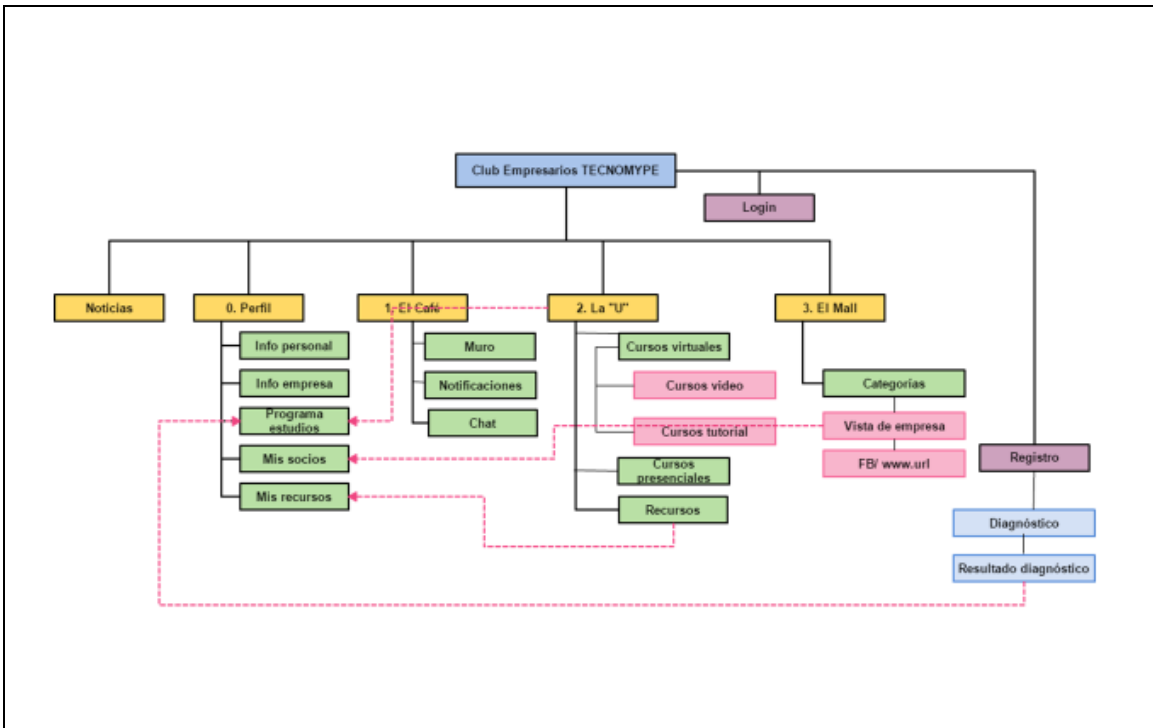 Club Empresarios TECNOMYPE
Login
Noticias
0. Perfil
1. El Café
2. La "U"
3. El Mall
Info personal
Info empresa
Programa
estudios
Mis socios
Mis recursos
Muro
Notificaciones
Chat
Cursos virtuales
Cursos video
Cursos tutorial
Cursos
presenciales
Recursos
Categorías
Vista de empresa
FB/ www.url
Registro
Diagnóstico
Resultado diagnóstico